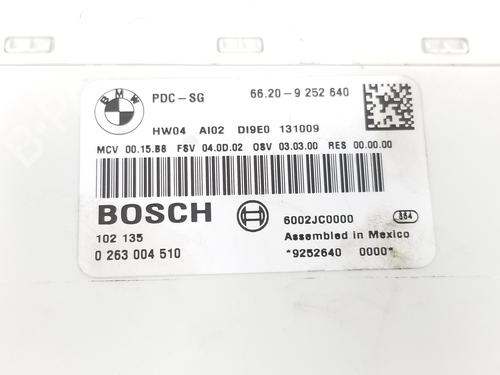 BMW
PDC-SG 66.20-9 252 640
HW04 AI02 DI9E0 131009
MCV 00.15.B8 FSV 04.0D.02 OSV 03.03.00 RES 00.00.00
BOSCH 6002JC0000 884
102 135 Assembled in Mexico
0 263 004 510 *9252640 0000*